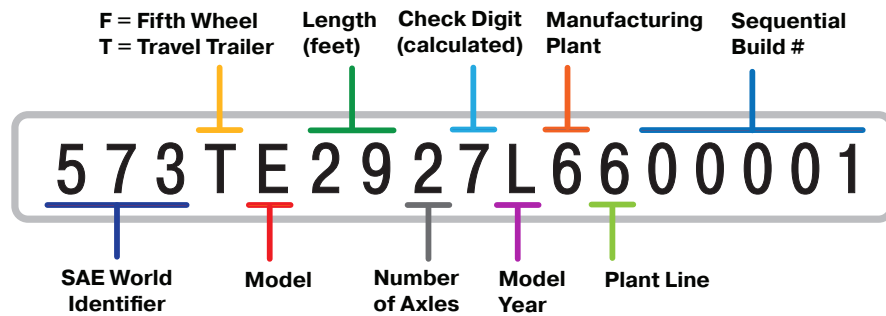 F = Fifth Wheel
T = Travel Trailer
Length
(feet)
Check Digit
(calculated)
Manufacturing
Plant
Sequential
Build #
573TE2927L6600001
SAE World
Identifier
Model
Number
of Axles
Model
Year
Plant Line